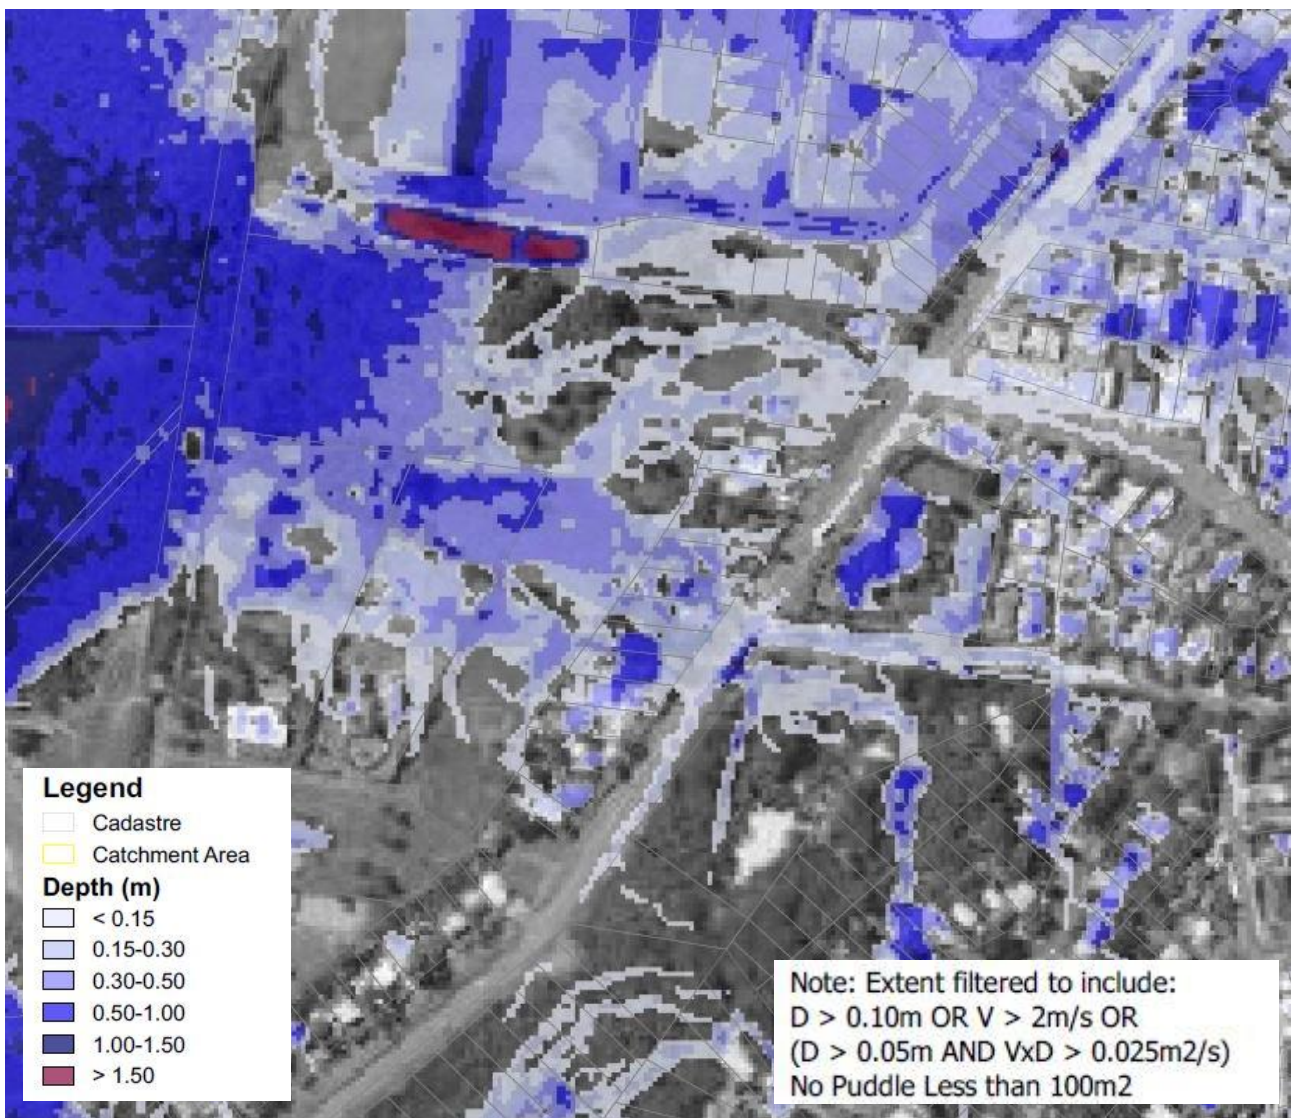 Legend
Cadastre
Catchment Area
Depth (m)
< 0.15
0.15-0.30
0.30-0.50
0.50-1.00
1.00-1.50
> 1.50
Note: Extent filtered to include:
D > 0.10m OR V > 2m/s OR
(D > 0.05m AND VxD > 0.025m2/s)
No Puddle Less than 100m2